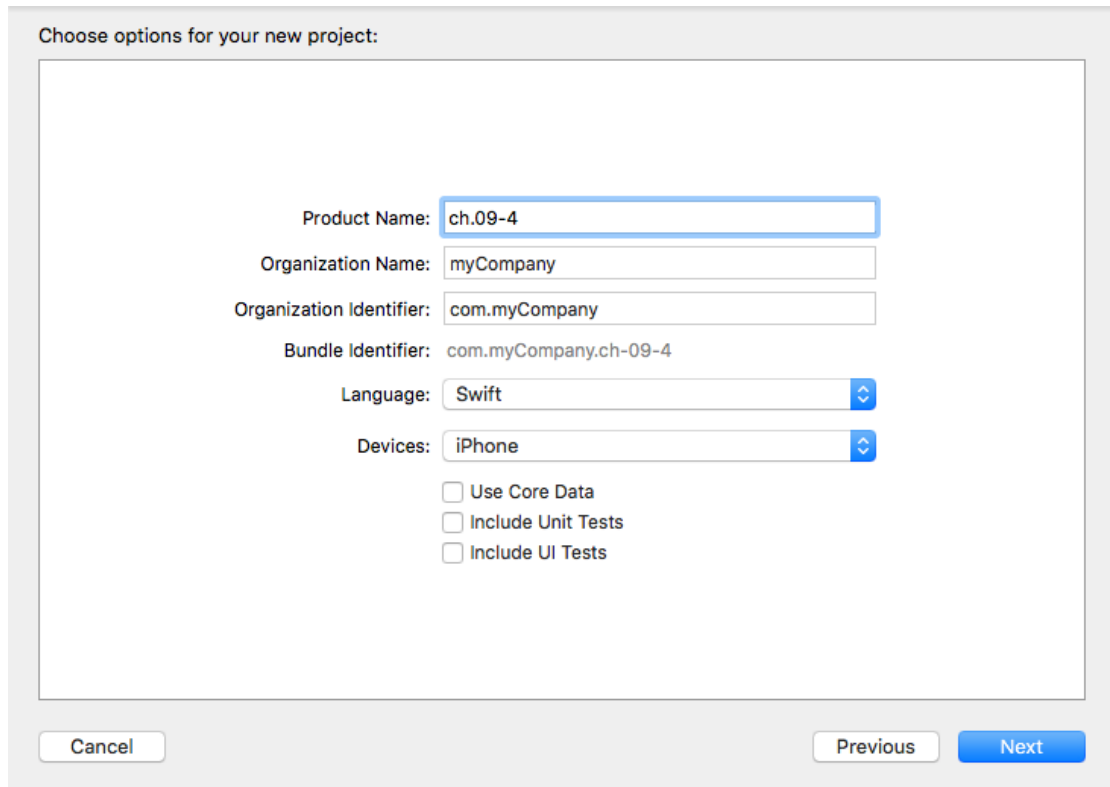 Choose options for your new project:
Product Name: ch.09-4
Organization Name: myCompany
Organization Identifier: com.myCompany
Bundle Identifier: com.myCompany.ch-09-4
Language: Swift
Devices: iPhone
Use Core Data
Include Unit Tests
Include UI Tests
Cancel Previous Next